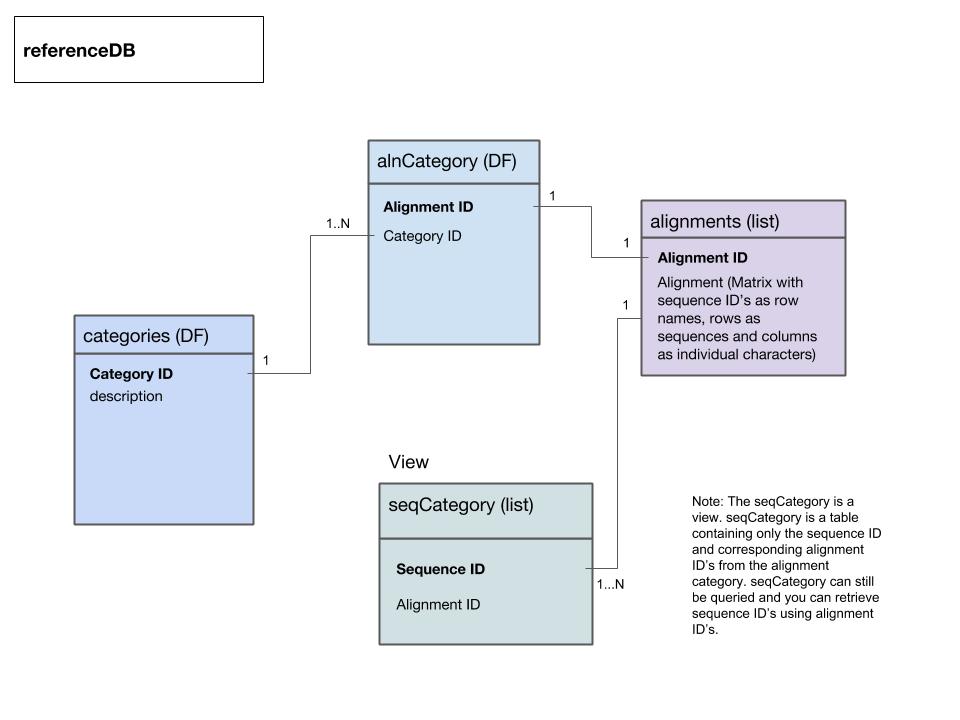 referenceDB
alnCategory (DF)
Alignment ID
Category ID
1
1..N
alignments (list)
1
Alignment ID
Alignment (Matrix with
sequence ID's as row
names, rows as
sequences and columns
as individual characters)
1
categories (DF)
1
Category ID
description
View
seqCategory (list)
Sequence ID
Alignment ID
1...N
Note: The seqCategory is a
view. seqCategory is a table
containing only the sequence ID
and corresponding alignment
ID's from the alignment
category. seqCategory can still
be queried and you can retrieve
sequence ID's using alignment
ID's.